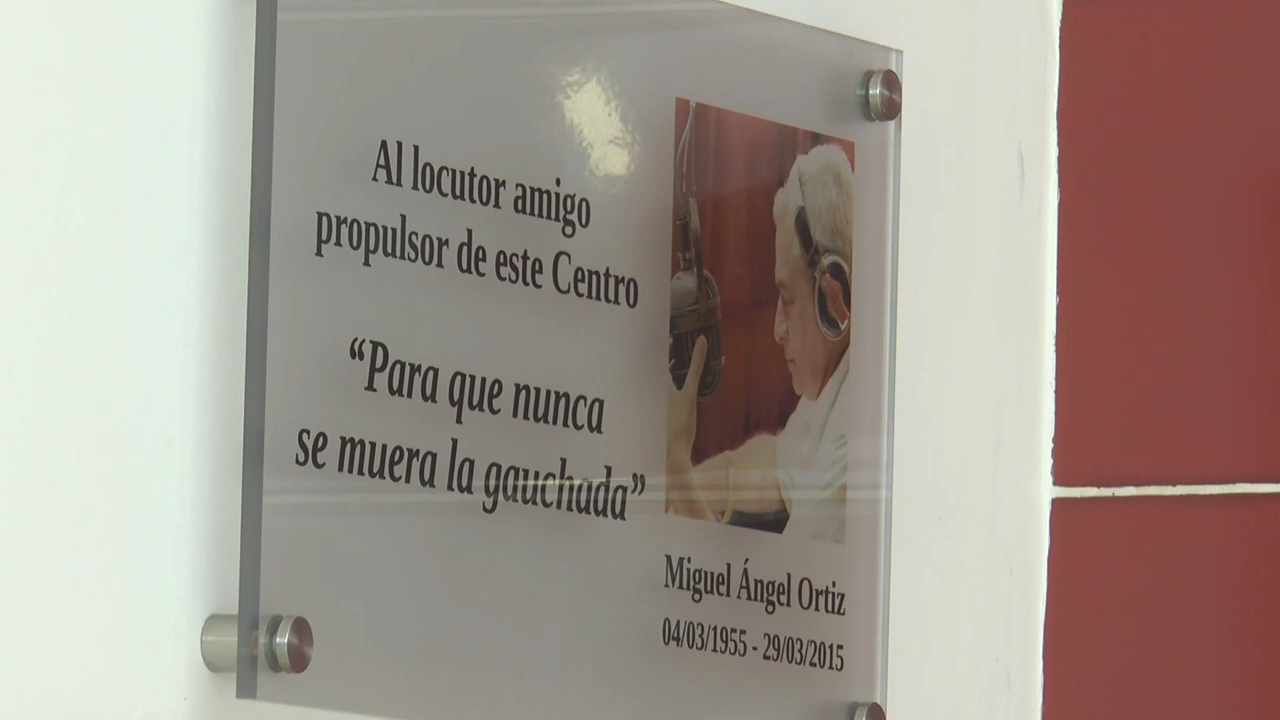 Al locutor amigo
propulsor de este Centro
“Para que nunca
se muera la gauchada”
Miguel Ángel Ortiz
04/03/1955 - 29/03/2015